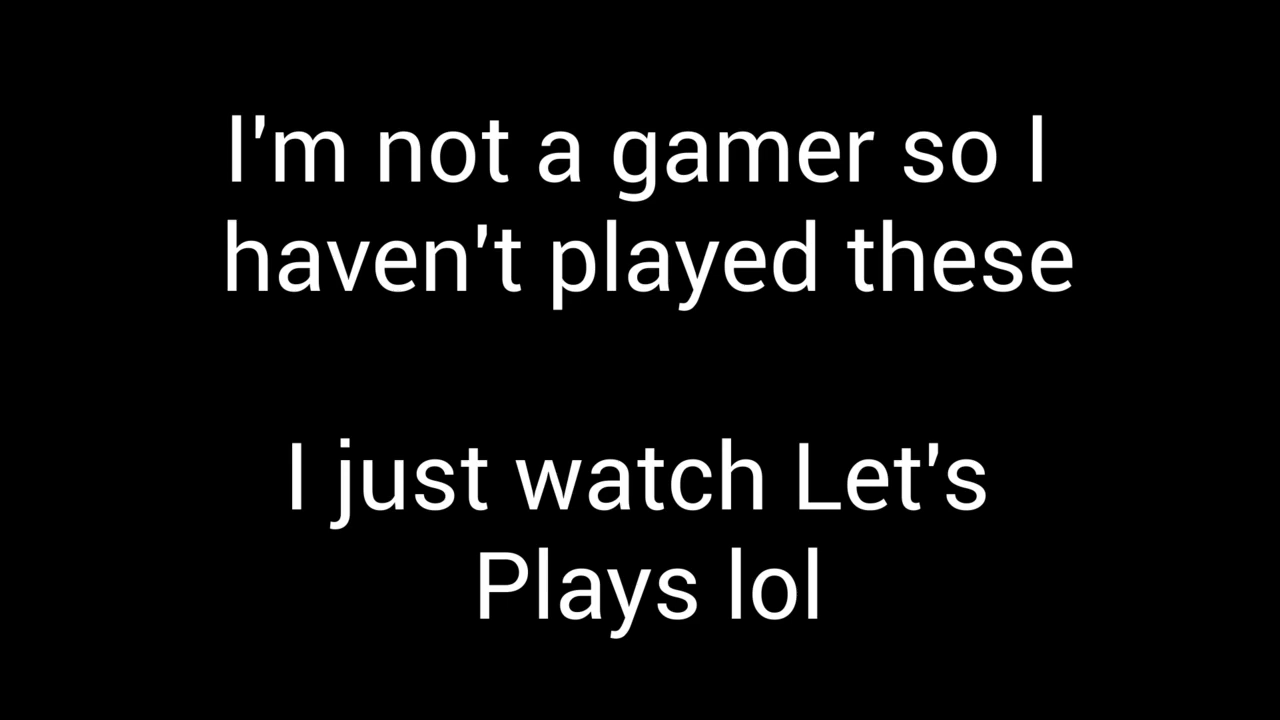 I'm not a gamer so I
haven't played these
I just watch Let's
Plays lol